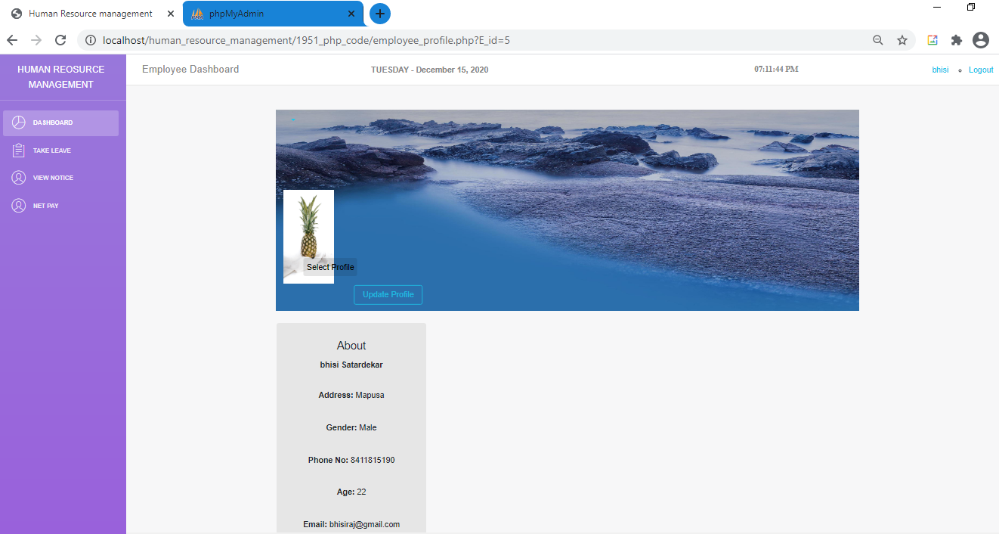 Human Resource management
phpMyAdmin
localhost/human_resource_management/1951_php_code/employee_profile.php?E_id=5
HUMAN REOSURCE
MANAGEMENT
Employee Dashboard
TUESDAY - December 15, 2020
07:11:44 PM
bhisi
Logout
DASHBOARD
TAKE LEAVE
VIEW NOTICE
NET PAY
Select Profile
Update Profile
About
bhisi Satardekar
Address: Mapusa
Gender: Male
Phone No: 8411815190
Age: 22
Email: bhisiraj@gmail.com